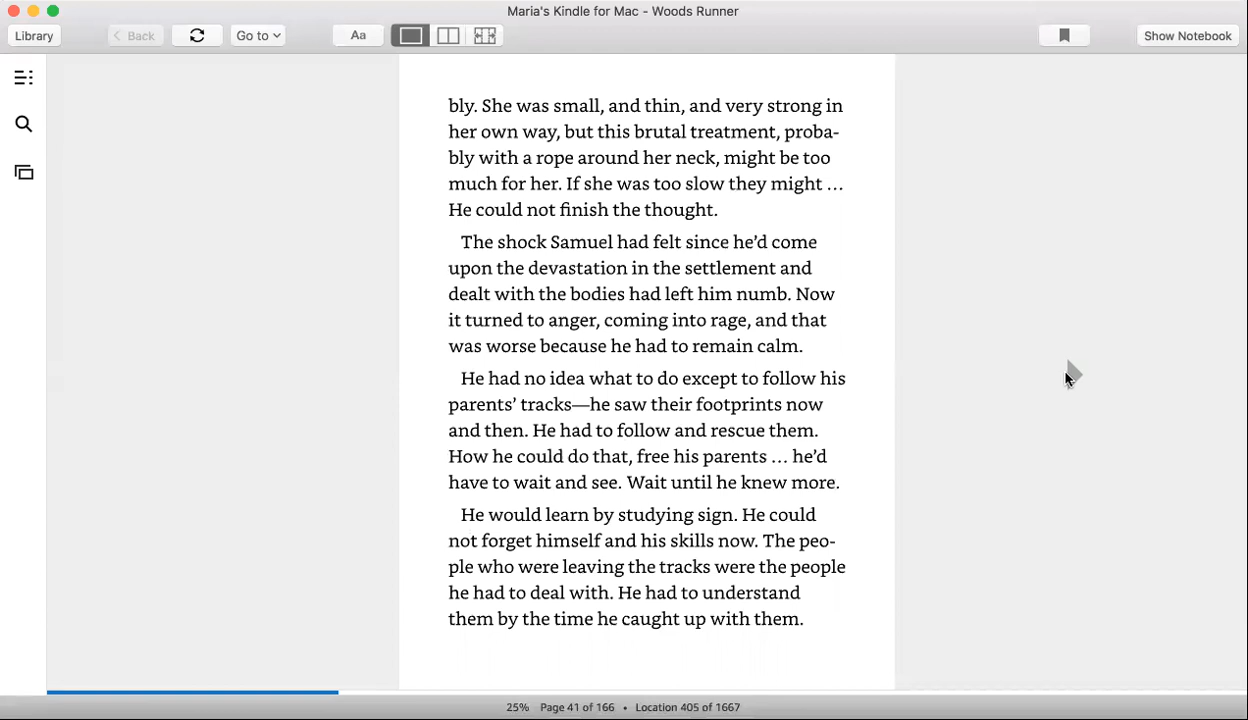 Maria's Kindle for Mac - Woods Runner
Library
Back
Go to
Aa
Show Notebook
bly. She was small, and thin, and very strong in
her own way, but this brutal treatment, proba-
bly with a rope around her neck, might be too
much for her. If she was too slow they might …
He could not finish the thought.
The shock Samuel had felt since he’d come
upon the devastation in the settlement and
dealt with the bodies had left him numb. Now
it turned to anger, coming into rage, and that
was worse because he had to remain calm.
He had no idea what to do except to follow his
parents’ tracks—he saw their footprints now
and then. He had to follow and rescue them.
How he could do that, free his parents … he’d
have to wait and see. Wait until he knew more.
He would learn by studying sign. He could
not forget himself and his skills now. The peo-
ple who were leaving the tracks were the people
he had to deal with. He had to understand
them by the time he caught up with them.
25% Page 41 of 166 • Location 405 of 1667